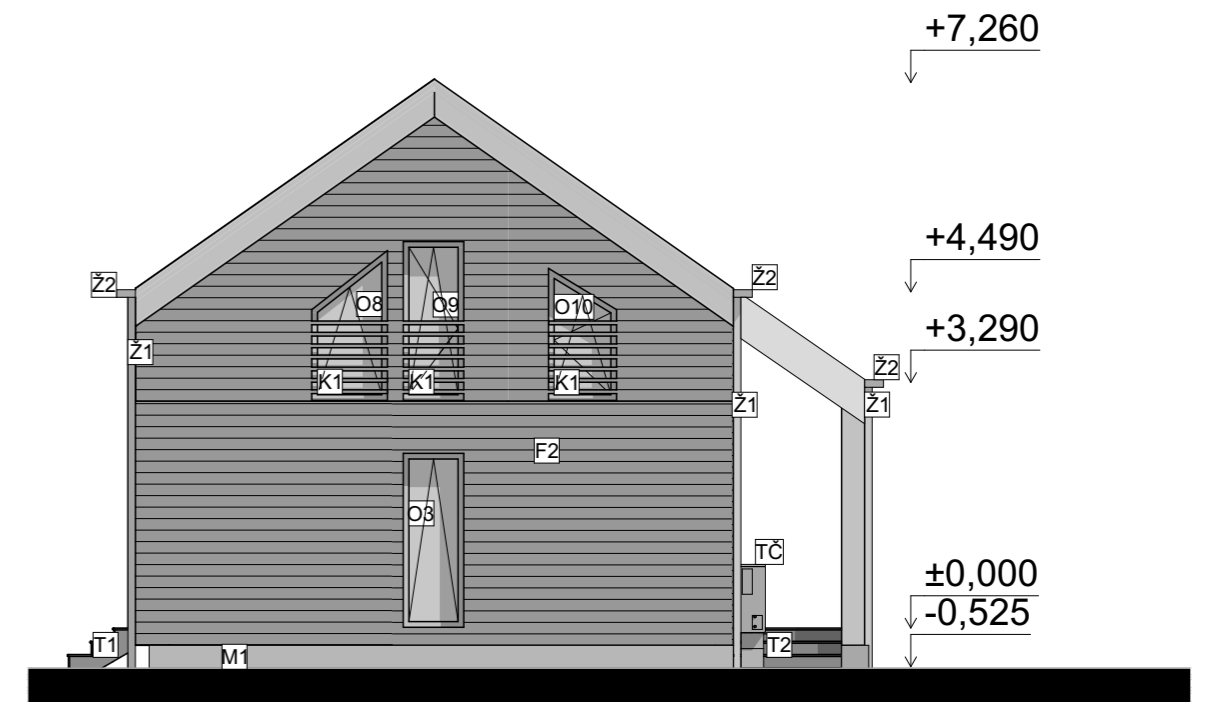 +7,260
+4,490
Ž2
Ž2
O8
O9
O10
+3,290
Ž1
K1
K1
K1
Ž2
Ž1
Ž1
F2
O3
TČ
±0,000
-0,525
T1
M1
T2